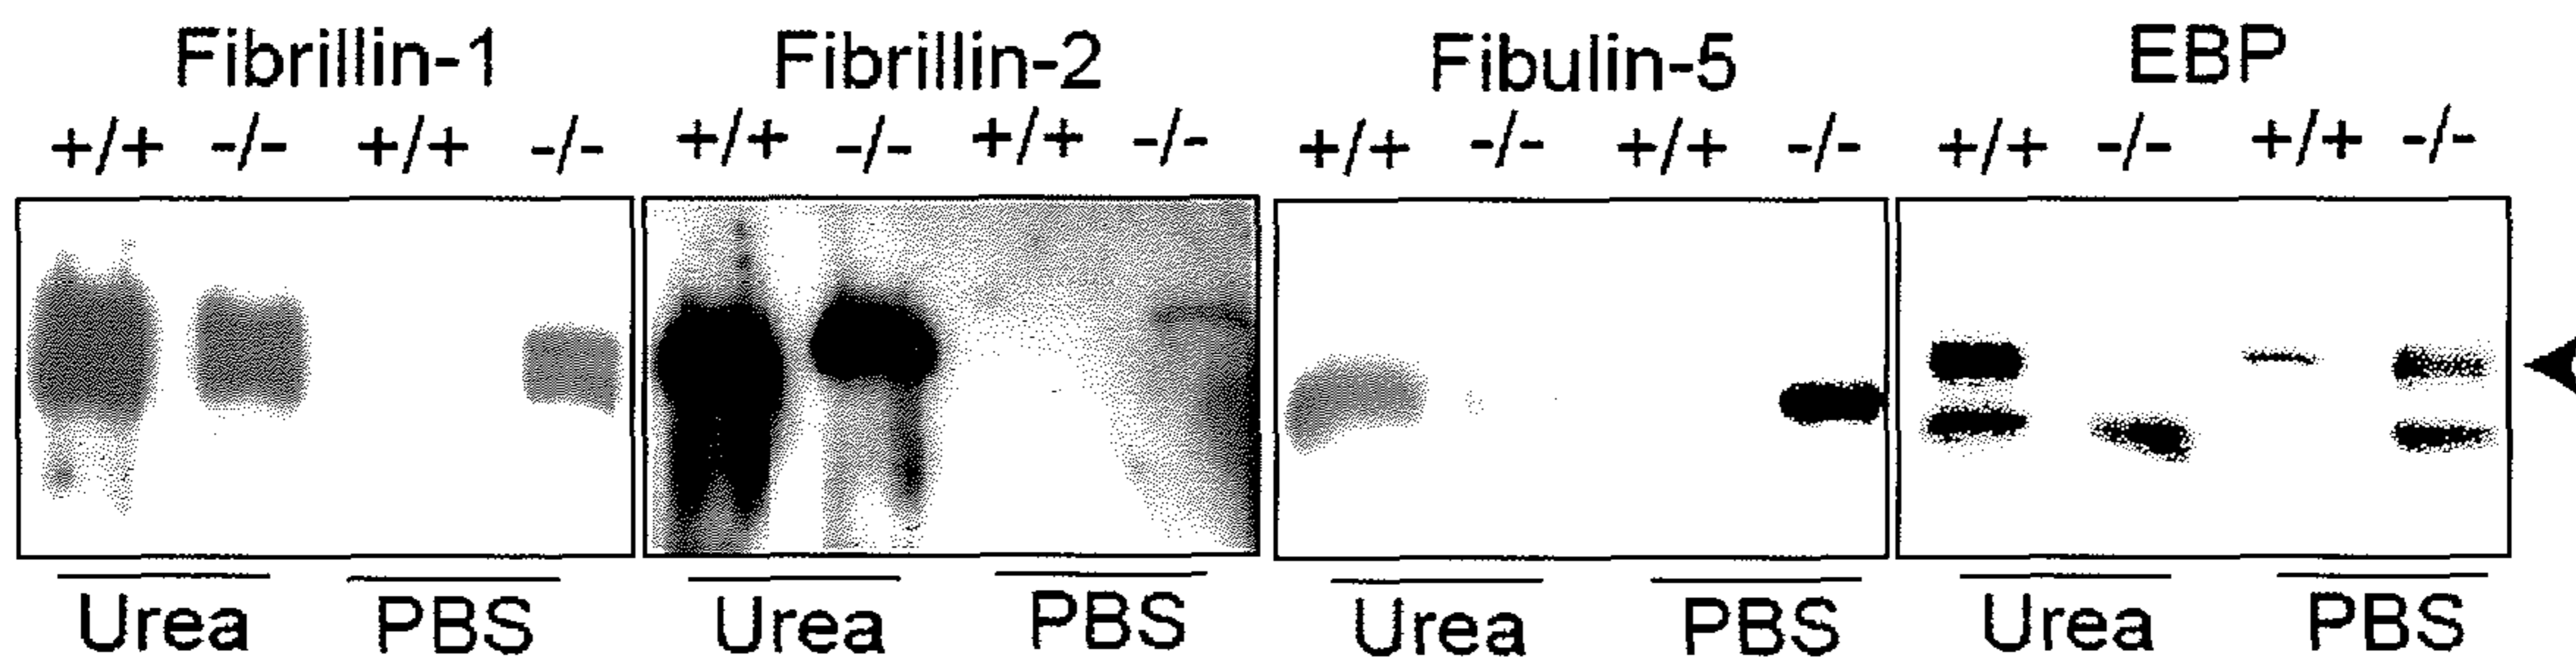 Fibrillin-1 Fibrillin-2 Fibulin-5 EBP
+/+ -/- +/+ -/- +/+ -/- +/+ -/- +/+ -/- +/+ -/- +/+ -/- +/+ -/-
Urea PBS Urea PBS Urea PBS Urea PBS